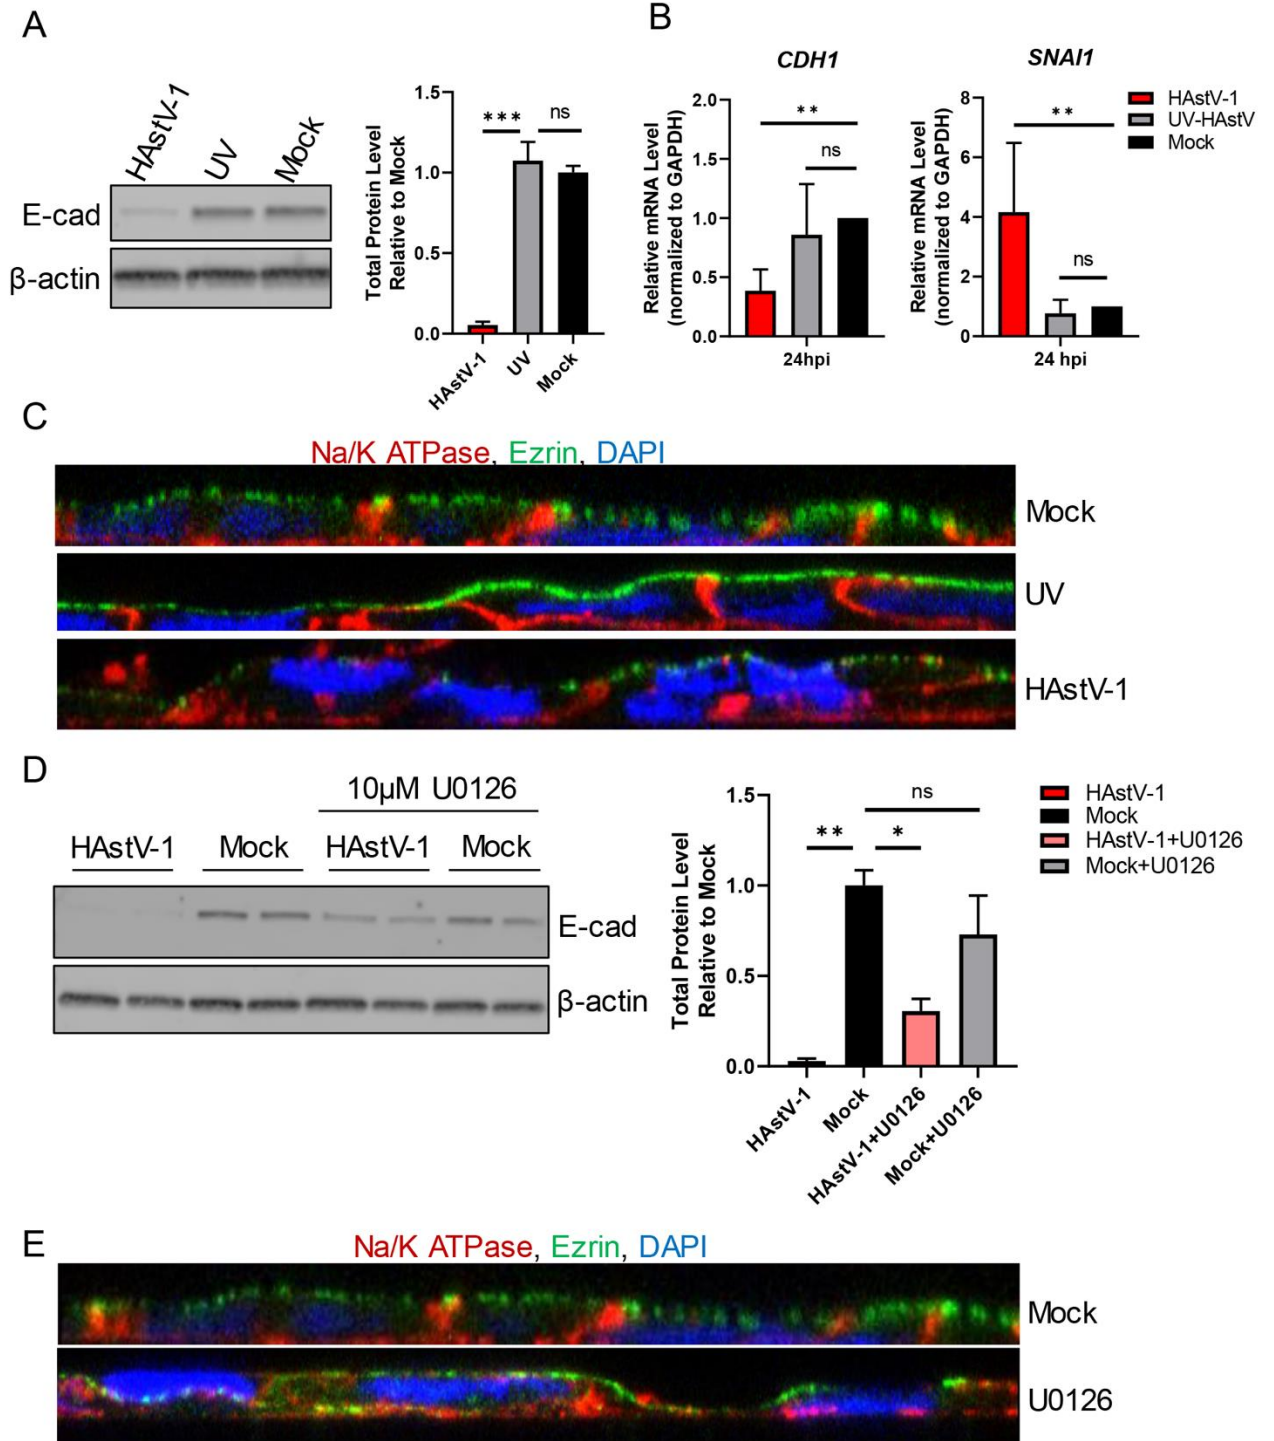 A
HAstV-1
UV
Mock
E-cad
β-actin
Total Protein Level
Relative to Mock
1.5
1.0
0.5
0.0
***
ns
HAstV-1
UV
Mock
B
CDH1
Relative mRNA Level
(normalized to GAPDH)
2.0
1.5
1.0
0.5
0.0
**
ns
24hpi
SNAI1
Relative mRNA Level
(normalized to GAPDH)
8
6
4
2
0
**
ns
24 hpi
HAstV-1
UV-HAstV
Mock
C
Na/K ATPase, Ezrin, DAPI
Mock
UV
HAstV-1
D
10µM U0126
HAstV-1
Mock
HAstV-1
Mock
E-cad
β-actin
Total Protein Level
Relative to Mock
1.5
1.0
0.5
0.0
**
*
ns
HAstV-1
Mock
HAstV-1+U0126
Mock+U0126
HAstV-1
Mock
HAstV-1+U0126
Mock+U0126
E
Na/K ATPase, Ezrin, DAPI
Mock
U0126